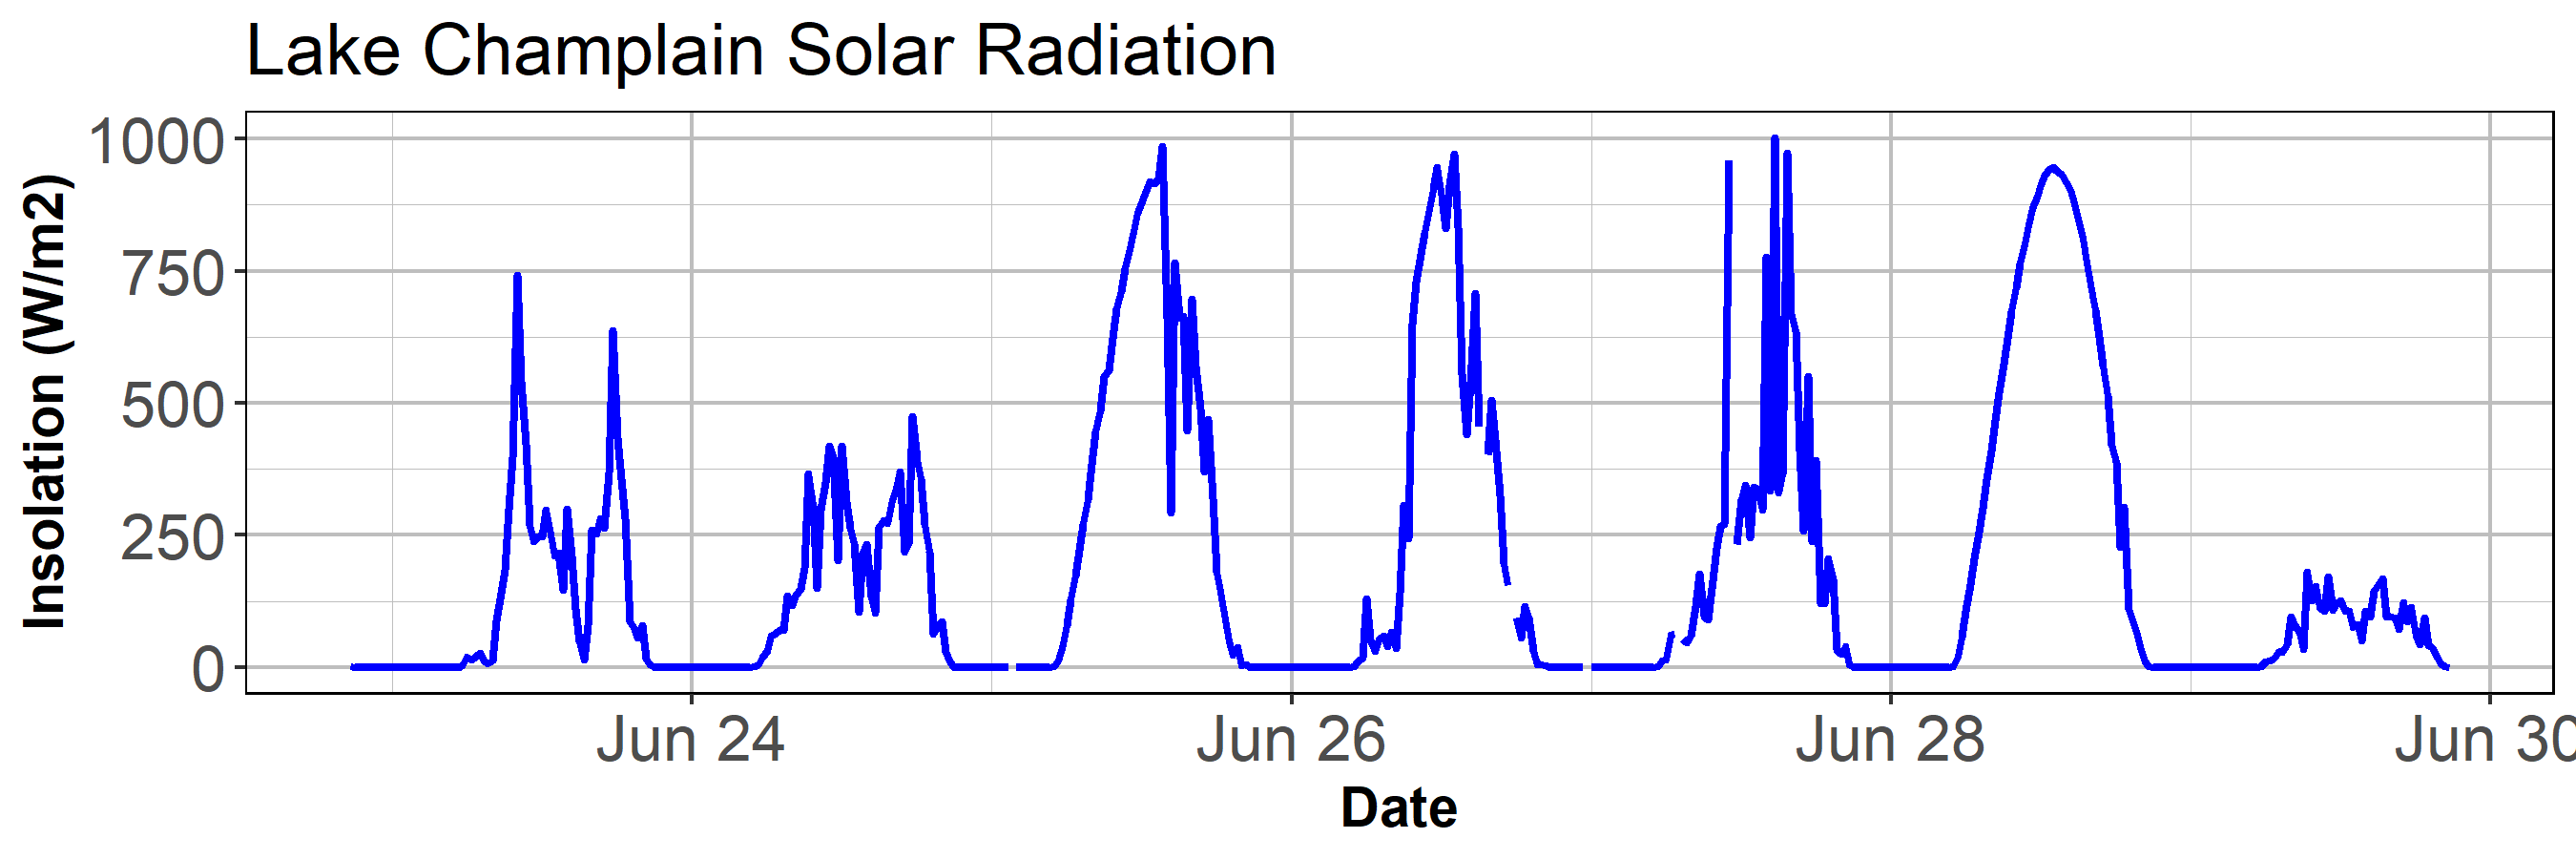 Lake Champlain Solar Radiation
1000
750
500
250
0
Insolation (W/m2)
Jun 24
Jun 26
Jun 28
Jun 30
Date